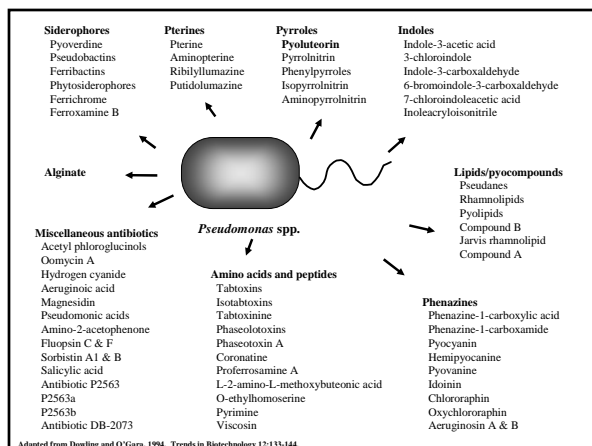 Siderophores
Pyoverdine
Pseudobactins
Ferribactins
Phytosiderophores
Ferrichrome
Ferroxamine B
Pterines
Pterine
Aminopterine
Ribilyllumazine
Putidolumazine
Pyrroles
Pyoluteorin
Pyrrolnitrin
Phenylpyrroles
Isopyrrolnitrin
Aminopyrrolnitrin
Indoles
Indole-3-acetic acid
3-chloroindole
Indole-3-carboxaldehyde
6-bromoindole-3-carboxaldehyde
7-chloroindoleacetic acid
Inoleacryloisonitrile
Alginate
Pseudomonas spp.
Lipids/pyocompounds
Pseudanes
Rhamnolipids
Pyolipids
Compound B
Jarvis rhamnolipid
Compound A
Miscellaneous antibiotics
Acetyl phloroglucinols
Oomycin A
Hydrogen cyanide
Aeruginoic acid
Magnesidin
Pseudomonic acids
Amino-2-acetophenone
Fluopsin C & F
Sorbistin A1 & B
Salicylic acid
Antibiotic P2563
P2563a
P2563b
Antibiotic DB-2073
Amino acids and peptides
Tabtoxins
Isotabtoxins
Tabtoxinine
Phaseolotoxins
Phaseotoxin A
Coronatine
Proferrosamine A
L-2-amino-L-methoxybuteonic acid
O-ethylhomoserine
Pyrimine
Viscosin
Phenazines
Phenazine-1-carboxylic acid
Phenazine-1-carboxamide
Pyocyanin
Hemipyocanine
Pyovanine
Idoinin
Chlororaphin
Oxychlororaphin
Aeruginosin A & B
Adapted from Dowling and O'Gara, 1994. Trends in Biotechnology 12:133-144